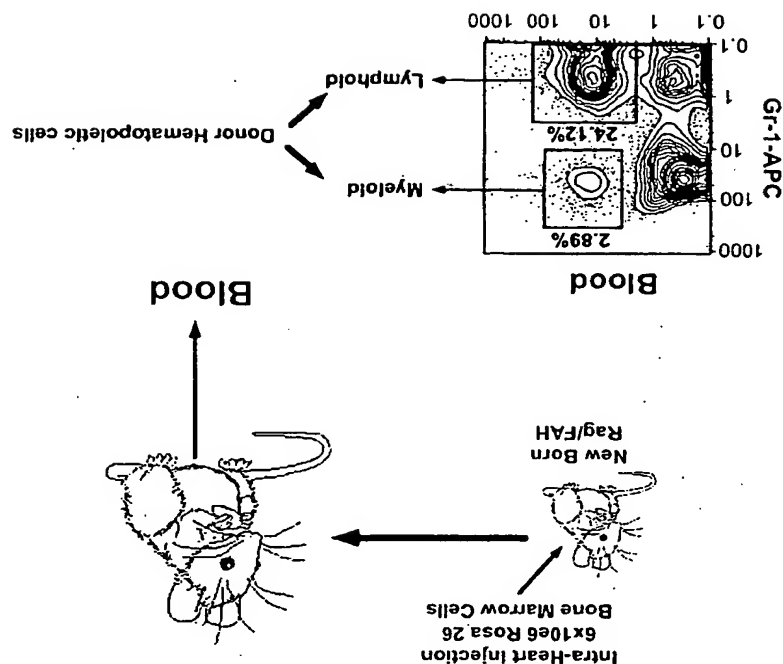 Intra-Heart Injection
6x10e6 Rosa 26
Bone Marrow Cells
New Born
Rag/FAH
Blood
Blood
1000
100
10
1
0.1
Gr-1-APC
2.89%
24.12%
0.1 1 10 100 1000
Myeloid
Lymphoid
Donor Hematopoietic cells